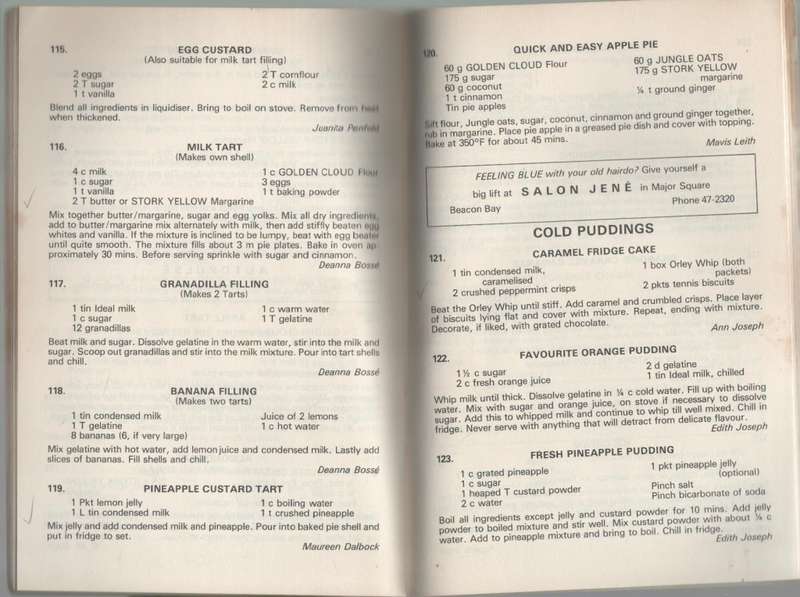 115. EGG CUSTARD
(Also suitable for milk tart filling)
2 eggs 2 T cornflour
2 T sugar 2 c milk
1 t vanilla
Blend all ingredients in liquidiser. Bring to boil on stove. Remove from heat
when thickened.
Juanita Penfold
116. MILK TART
(Makes own shell)
4 c milk 1 c GOLDEN CLOUD Flour
1 c sugar 3 eggs
1 t vanilla 1 t baking powder
2 T butter or STORK YELLOW Margarine
Mix together butter/margarine, sugar and egg yolks. Mix all dry ingredients,
add to butter/margarine mix alternately with milk, then add stiffly beaten egg
whites and vanilla. If the mixture is inclined to be lumpy, beat with egg beater
until quite smooth. The mixture fills about 3 m pie plates. Bake in oven ap-
proximately 30 mins. Before serving sprinkle with sugar and cinnamon.
Deanna Bossé
117. GRANADILLA FILLING
(Makes 2 Tarts)
1 tin Ideal milk 1 c warm water
1 c sugar 1 T gelatine
12 granadillas
Beat milk and sugar. Dissolve gelatine in the warm water, stir into the milk and
sugar. Scoop out granadillas and stir into the milk mixture. Pour into tart shells
and chill.
Deanna Bossé
118. BANANA FILLING
(Makes two tarts)
1 tin condensed milk Juice of 2 lemons
1 T gelatine 1 c hot water
8 bananas (6, if very large)
Mix gelatine with hot water, add lemon juice and condensed milk. Lastly add
slices of bananas. Fill shells and chill.
Deanna Bossé
119. PINEAPPLE CUSTARD TART
1 Pkt lemon jelly 1 c boiling water
1 L tin condensed milk 1 t crushed pineapple
Mix jelly and add condensed milk and pineapple. Pour into baked pie shell and
put in fridge to set.
Maureen Dalbock
120. QUICK AND EASY APPLE PIE
60 g GOLDEN CLOUD Flour 60 g JUNGLE OATS
175 g sugar 175 g STORK YELLOW
60 g coconut margarine
1 t cinnamon ¼ t ground ginger
Tin pie apples
Sift flour, Jungle oats, sugar, coconut, cinnamon and ground ginger together,
rub in margarine. Place pie apple in a greased pie dish and cover with topping.
Bake at 350°F for about 45 mins.
Mavis Leith
FEELING BLUE with your old hairdo? Give yourself a
big lift at SALON JENÉ in Major Square
Beacon Bay Phone 47-2320
COLD PUDDINGS
121. CARAMEL FRIDGE CAKE
1 tin condensed milk, 1 box Orley Whip (both
caramelised packets)
2 crushed peppermint crisps 2 pkts tennis biscuits
Beat the Orley Whip until stiff. Add caramel and crumbled crisps. Place layer
of biscuits lying flat and cover with mixture. Repeat, ending with mixture.
Decorate, if liked, with grated chocolate.
Ann Joseph
122. FAVOURITE ORANGE PUDDING
1½ c sugar 2 d gelatine
2 c fresh orange juice 1 tin Ideal milk, chilled
Whip milk until thick. Dissolve gelatine in ¼ c cold water. Fill up with boiling
water. Mix with sugar and orange juice, on stove if necessary to dissolve
sugar. Add this to whipped milk and continue to whip till well mixed. Chill in
fridge. Never serve with anything that will detract from delicate flavour.
Edith Joseph
123. FRESH PINEAPPLE PUDDING
1 c grated pineapple 1 pkt pineapple jelly
1 c sugar (optional)
1 heaped T custard powder Pinch salt
2 c water Pinch bicarbonate of soda
Boil all ingredients except jelly and custard powder for 10 mins. Add jelly
powder to boiled mixture and stir well. Mix custard powder with about ¼ c
water. Add to pineapple mixture and bring to boil. Chill in fridge.
Edith Joseph